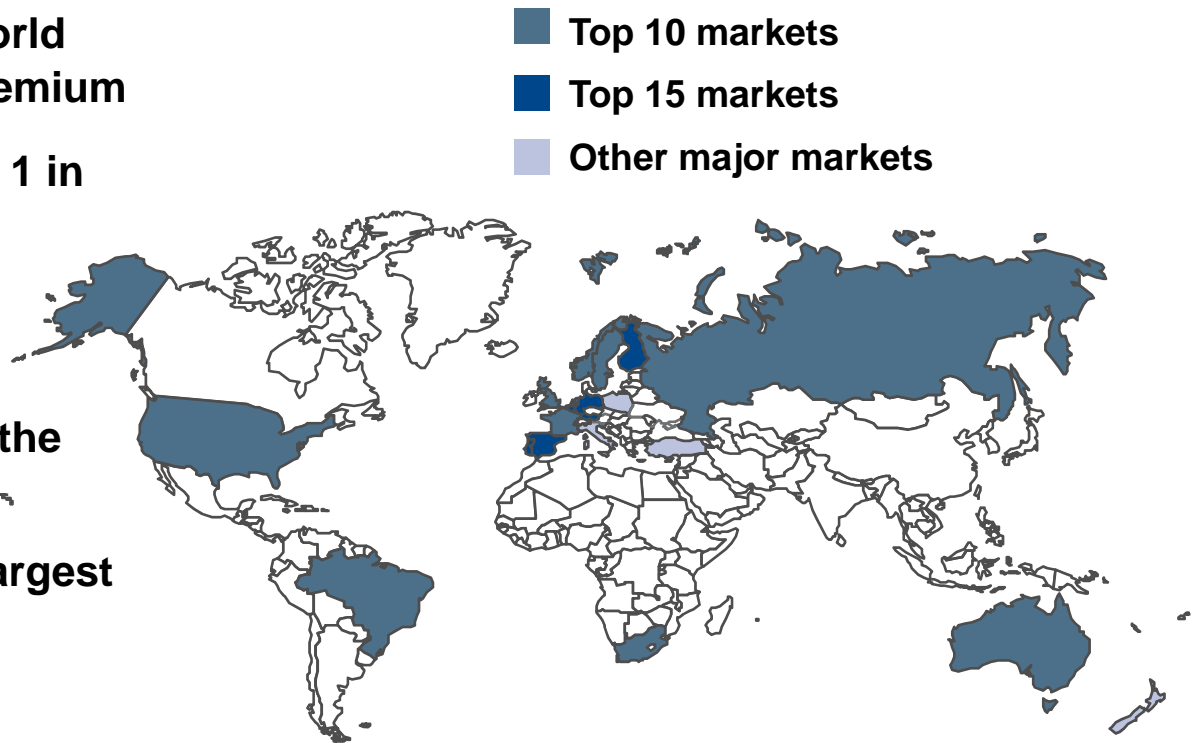 orld
emium
1 in
the
argest
Top 10 markets
Top 15 markets
Other major markets